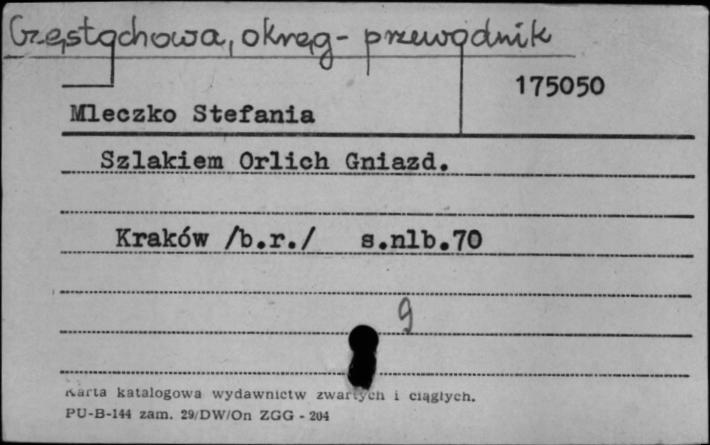 Częstochowa, okręg - przewodnik
175050
Mleczko Stefania
Szlakiem Orlich Gniazd.
Kraków /b.r./ s.nlb.70
9
Karta katalogowa wydawnictw zwartych i ciągłych.
PU-B-144 zam. 29/DW/On ZGG - 204